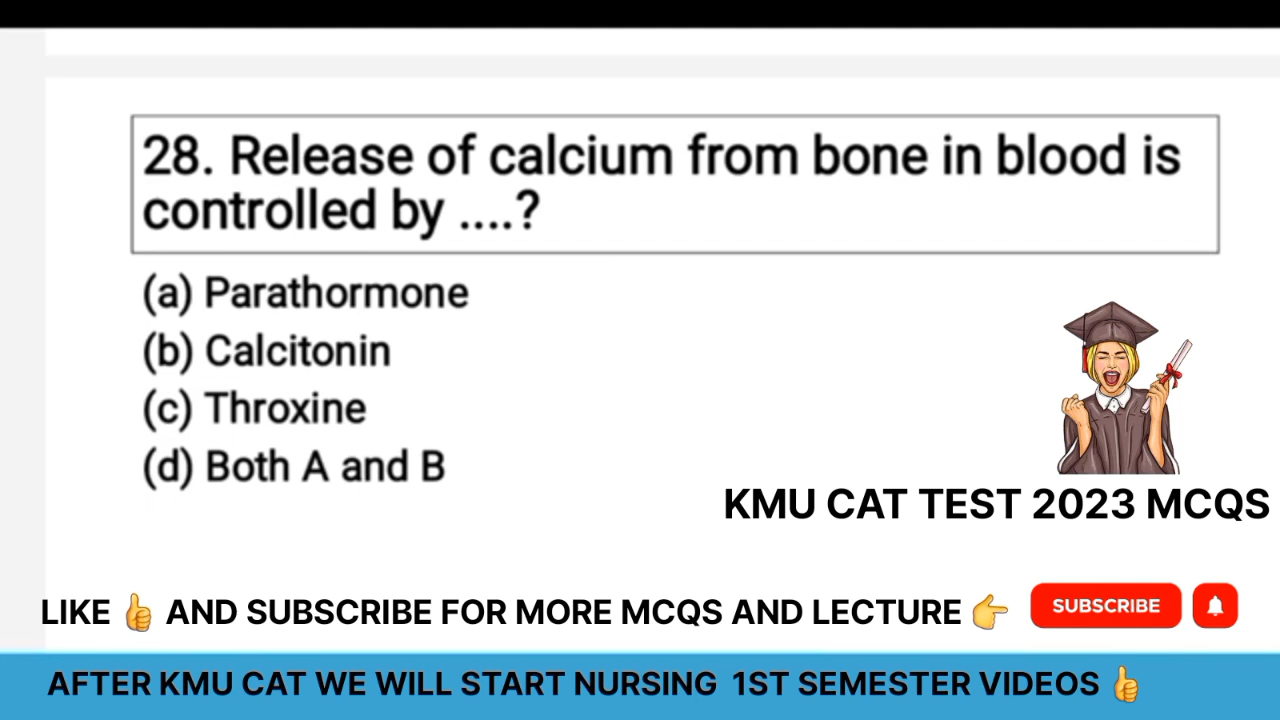 28. Release of calcium from bone in blood is
controlled by ....?
(a) Parathormone
(b) Calcitonin
(c) Throxine
(d) Both A and B
KMU CAT TEST 2023 MCQS
LIKE 👍 AND SUBSCRIBE FOR MORE MCQS AND LECTURE 👉
SUBSCRIBE
AFTER KMU CAT WE WILL START NURSING 1ST SEMESTER VIDEOS 👍